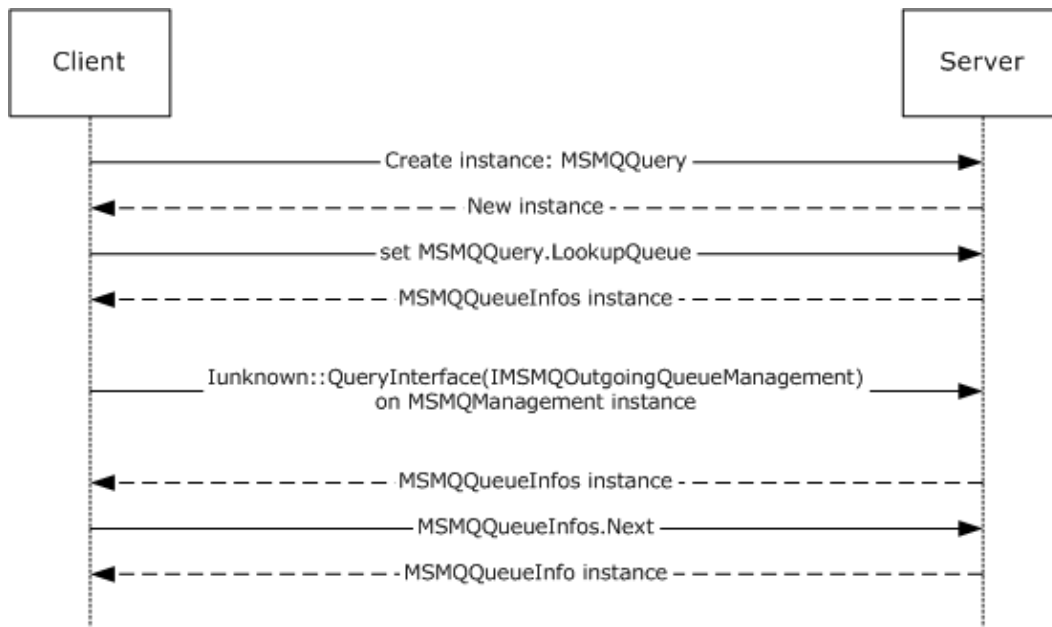 Client
Server
Create instance: MSMQQuery
New instance
set MSMQQuery.LookupQueue
MSMQQueueInfos instance
Iunknown::QueryInterface(IMSMQOutgoingQueueManagement)
on MSMQManagement instance
MSMQQueueInfos instance
MSMQQueueInfos.Next
MSMQQueueInfo instance